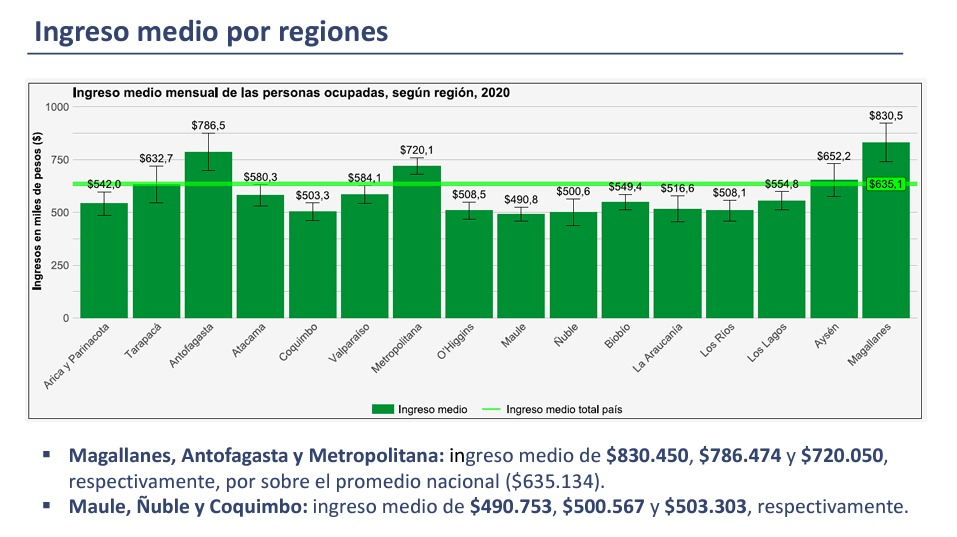 Ingreso medio por regiones
Ingreso medio mensual de las personas ocupadas, según región, 2020
Ingresos en miles de pesos ($)
1000
750
500
250
0
$542,0
$632,7
$786,5
$580,3
$503,3
$584,1
$720,1
$508,5
$490,8
$500,6
$549,4
$516,6
$508,1
$554,8
$652,2
$830,5
$635,1
Arica y Parinacota
Tarapacá
Antofagasta
Atacama
Coquimbo
Valparaíso
Metropolitana
O'Higgins
Maule
Ñuble
Biobío
La Araucanía
Los Ríos
Los Lagos
Aysén
Magallanes
Ingreso medio
Ingreso medio total país
▪ Magallanes, Antofagasta y Metropolitana: ingreso medio de $830.450, $786.474 y $720.050,
respectivamente, por sobre el promedio nacional ($635.134).
▪ Maule, Ñuble y Coquimbo: ingreso medio de $490.753, $500.567 y $503.303, respectivamente.